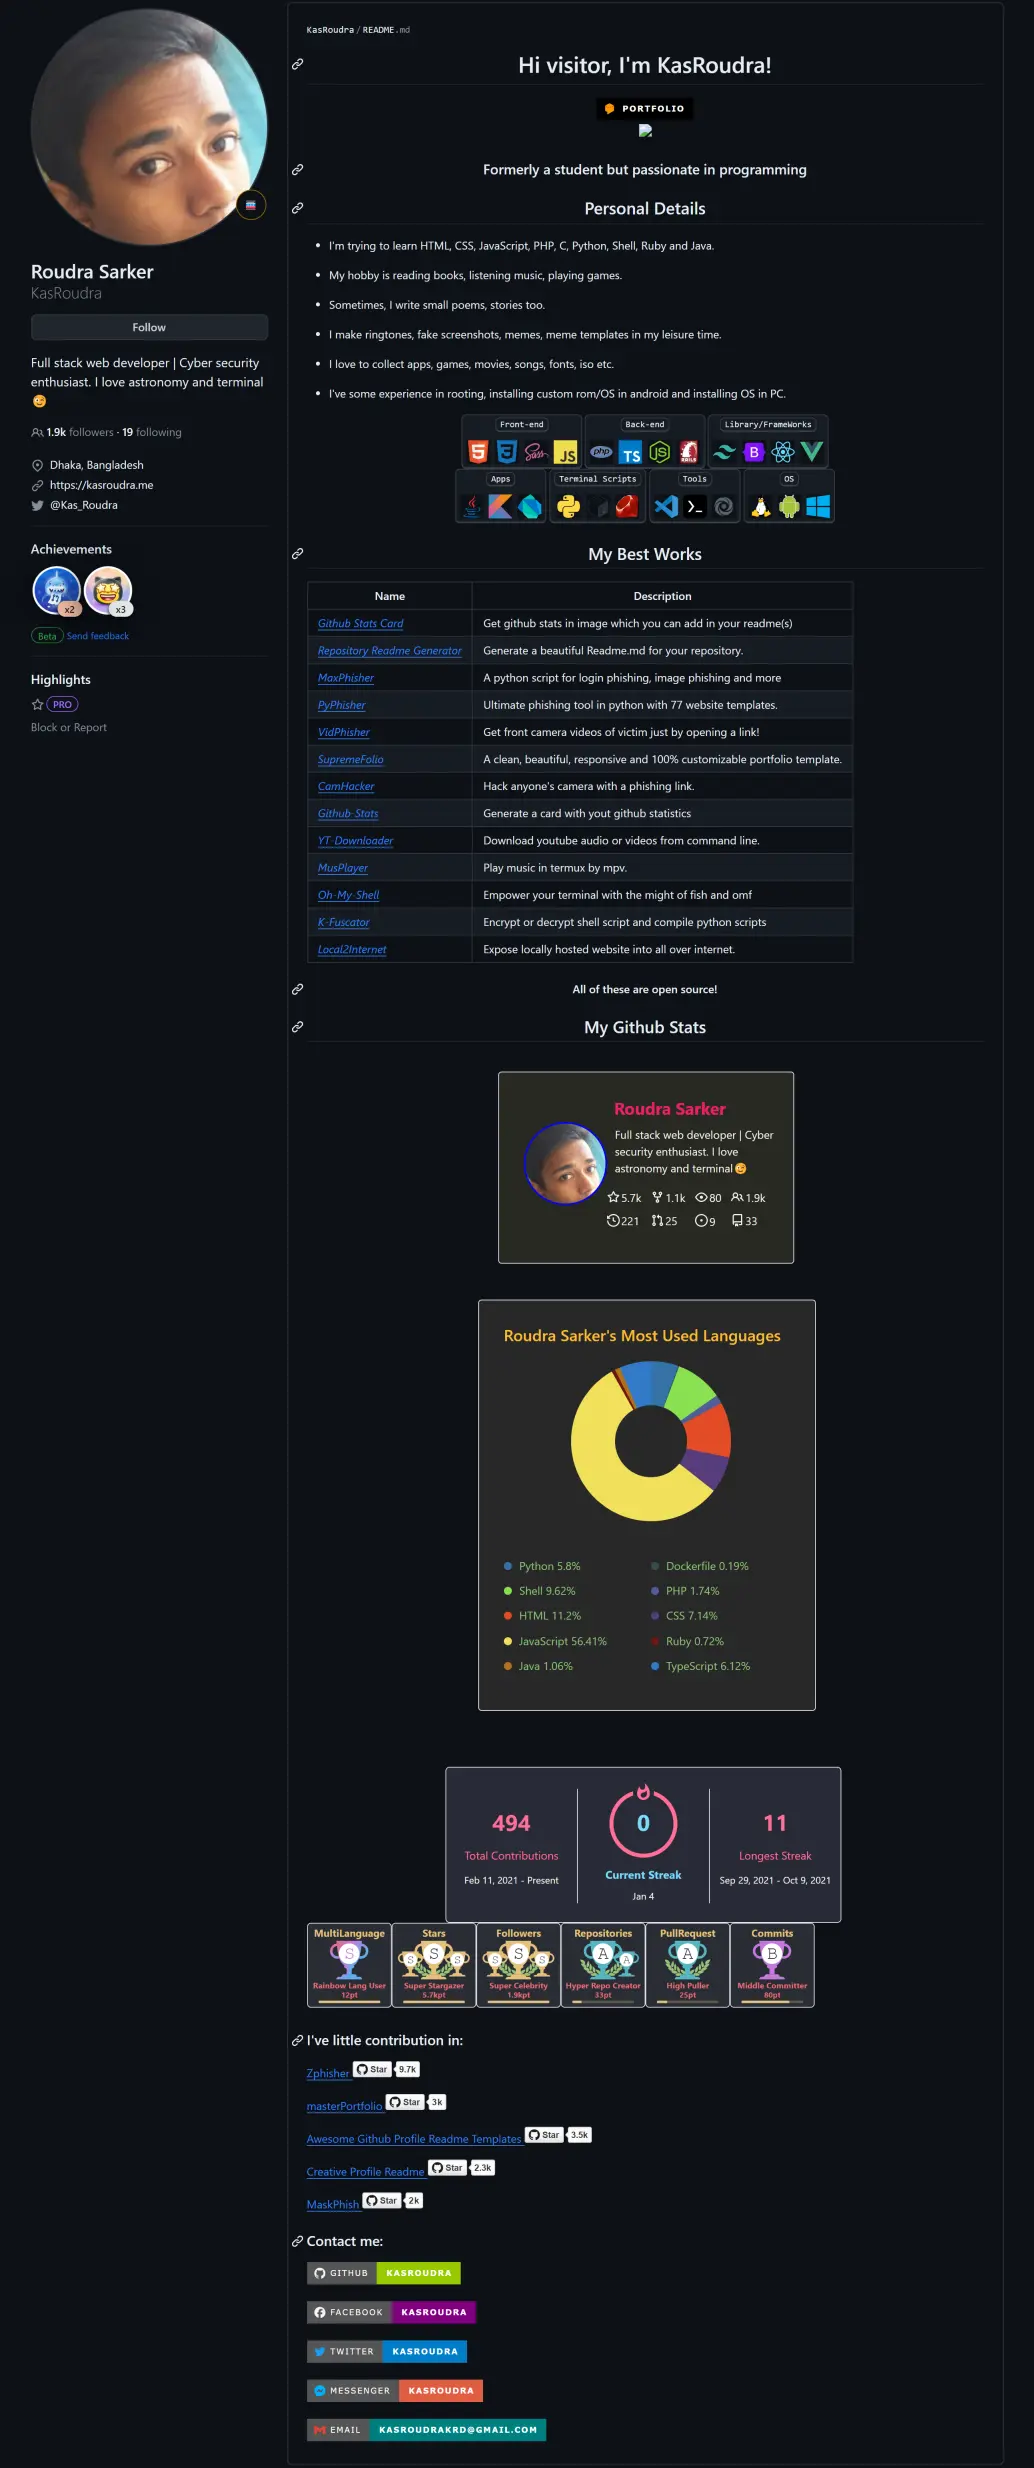 Roudra Sarker
KasRoudra
Follow
Full stack web developer | Cyber security
enthusiast. I love astronomy and terminal
😉
1.9k followers · 19 following
Dhaka, Bangladesh
https://kasroudra.me
@Kas_Roudra
Achievements
x2 x3
Beta Send feedback
Highlights
PRO
Block or Report
KasRoudra / README.md
Hi visitor, I'm KasRoudra!
PORTFOLIO
Formerly a student but passionate in programming
Personal Details
• I'm trying to learn HTML, CSS, JavaScript, PHP, C, Python, Shell, Ruby and Java.
• My hobby is reading books, listening music, playing games.
• Sometimes, I write small poems, stories too.
• I make ringtones, fake screenshots, memes, meme templates in my leisure time.
• I love to collect apps, games, movies, songs, fonts, iso etc.
• I've some experience in rooting, installing custom rom/OS in android and installing OS in PC.
Front-end Back-end Library/FrameWorks
5 3 Sass JS php TS JS RAILS B
Apps Terminal Scripts Tools OS
My Best Works
Name Description
Github Stats Card Get github stats in image which you can add in your readme(s)
Repository Readme Generator Generate a beautiful Readme.md for your repository.
MaxPhisher A python script for login phishing, image phishing and more
PyPhisher Ultimate phishing tool in python with 77 website templates.
VidPhisher Get front camera videos of victim just by opening a link!
SupremeFolio A clean, beautiful, responsive and 100% customizable portfolio template.
CamHacker Hack anyone's camera with a phishing link.
Github-Stats Generate a card with yout github statistics
YT-Downloader Download youtube audio or videos from command line.
MusPlayer Play music in termux by mpv.
Oh-My-Shell Empower your terminal with the might of fish and omf
K-Fuscator Encrypt or decrypt shell script and compile python scripts
Local2Internet Expose locally hosted website into all over internet.
All of these are open source!
My Github Stats
Roudra Sarker
Full stack web developer | Cyber
security enthusiast. I love
astronomy and terminal😉
5.7k 1.1k 80 1.9k
221 25 9 33
Roudra Sarker's Most Used Languages
Python 5.8% Dockerfile 0.19%
Shell 9.62% PHP 1.74%
HTML 11.2% CSS 7.14%
JavaScript 56.41% Ruby 0.72%
Java 1.06% TypeScript 6.12%
494 0 11
Total Contributions Current Streak Longest Streak
Feb 11, 2021 - Present Jan 4 Sep 29, 2021 - Oct 9, 2021
MultiLanguage Stars Followers Repositories PullRequest Commits
S S S S S S S A A A B
Rainbow Lang User Super Stargazer Super Celebrity Hyper Repo Creator High Puller Middle Committer
12pt 5.7kpt 1.9kpt 33pt 25pt 80pt
I've little contribution in:
Zphisher Star 9.7k
masterPortfolio Star 3k
Awesome Github Profile Readme Templates Star 3.5k
Creative Profile Readme Star 2.3k
MaskPhish Star 2k
Contact me:
GITHUB KASROUDRA
FACEBOOK KASROUDRA
TWITTER KASROUDRA
MESSENGER KASROUDRA
EMAIL KASROUDRAKRD@GMAIL.COM